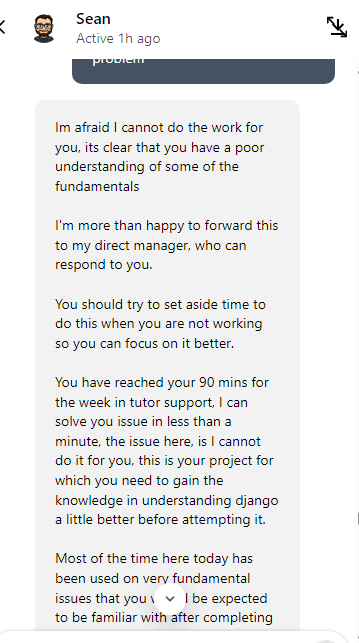 Sean
Active 1h ago
problem
Im afraid I cannot do the work for
you, its clear that you have a poor
understanding of some of the
fundamentals
I'm more than happy to forward this
to my direct manager, who can
respond to you.
You should try to set aside time to
do this when you are not working
so you can focus on it better.
You have reached your 90 mins for
the week in tutor support, I can
solve you issue in less than a
minute, the issue here, is I cannot
do it for you, this is your project for
which you need to gain the
knowledge in understanding django
a little better before attempting it.
Most of the time here today has
been used on very fundamental
issues that you be expected
to be familiar with after completing